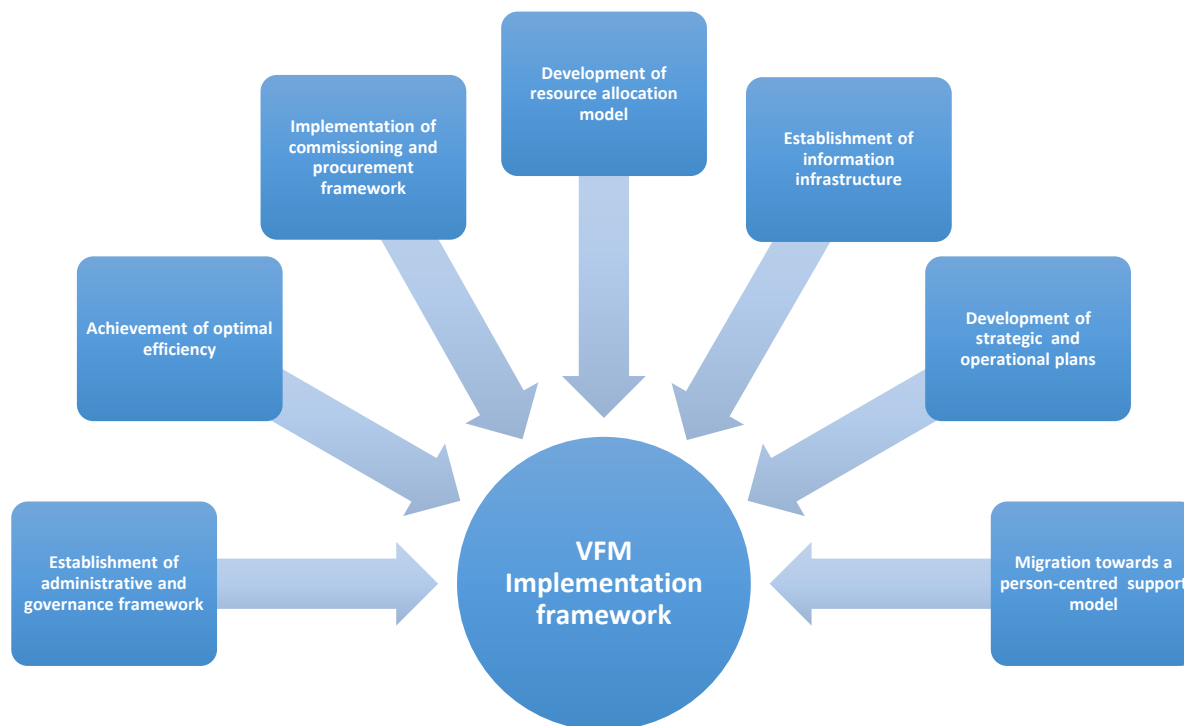 Development of
resource allocation
model
Implementation of
commissioning and
procurement
framework
Establishment of
information
infrastructure
Achievement of optimal
efficiency
Development of
strategic and
operational plans
Establishment of
administrative and
governance framework
VFM
Implementation
framework
Migration towards a
person-centred support
model